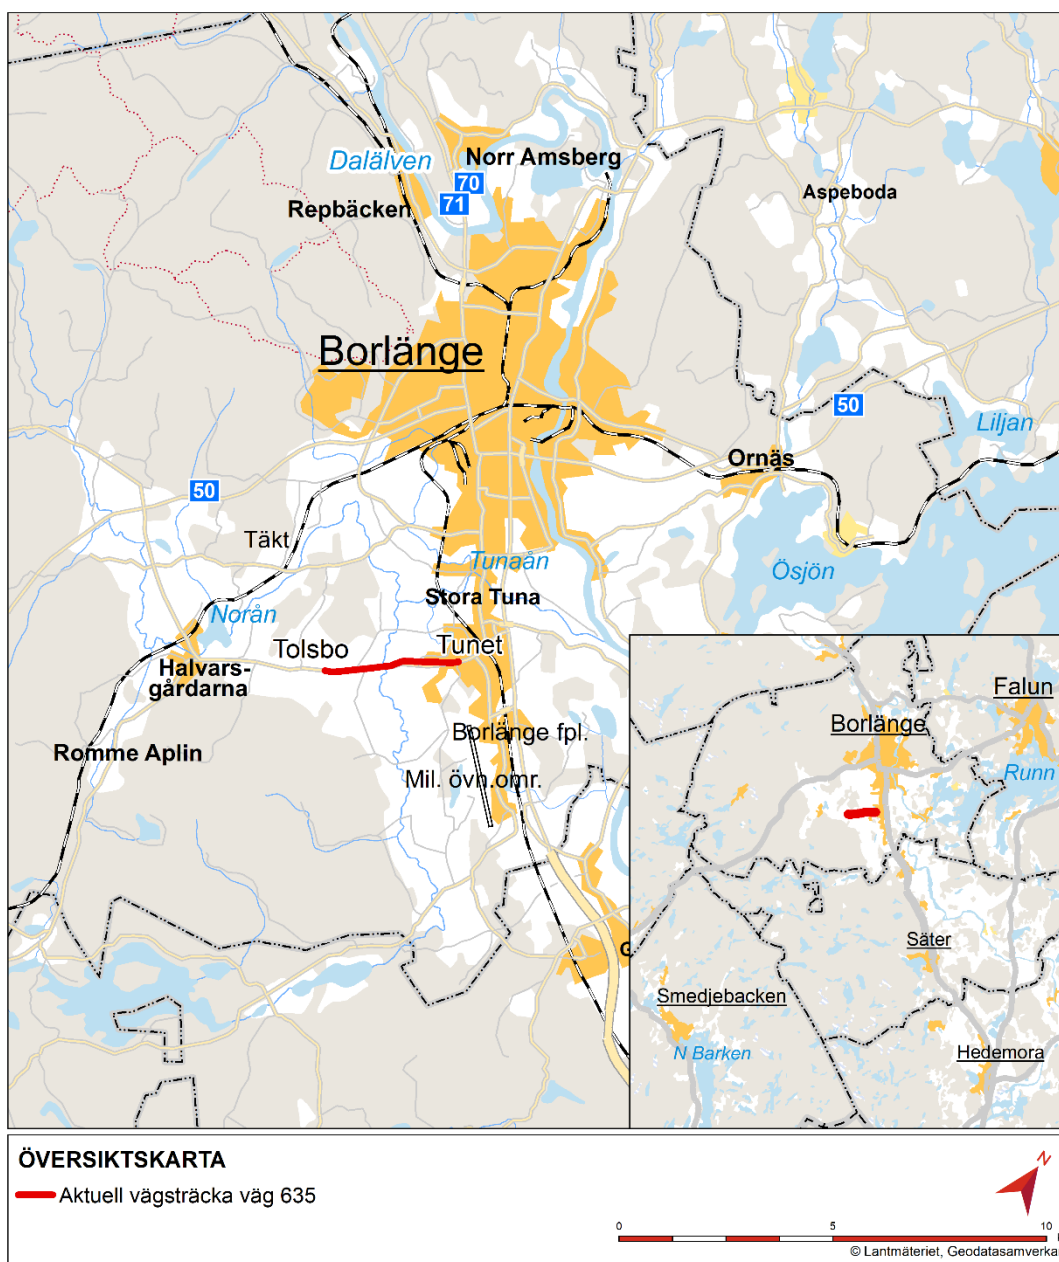 Dalälven
Norr Amsberg
70
71
Repbäcken
Aspeboda
Borlänge
50
Liljan
Ornäs
50
Täkt
Tunaån
Ösjön
Stora Tuna
Norån
Tolsbo
Tunet
Halvars-
gårdarna
Borlänge fpl.
Romme Aplin
Mil. övn.omr.
G
Falun
Borlänge
Runn
Säter
Smedjebacken
N Barken
Hedemora
ÖVERSIKTSKARTA
Aktuell vägsträcka väg 635
N
0 5 10
© Lantmäteriet, Geodatasamverka